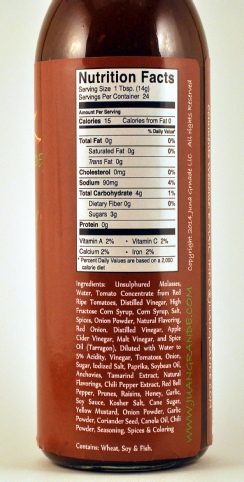 Nutrition Facts
Serving Size 1 Tbsp. (14g)
Servings Per Container 24
Amount Per Serving
Calories 15 Calories from Fat 0
% Daily Value*
Total Fat 0g 0%
Saturated Fat 0g 0%
Trans Fat 0g
Cholesterol 0mg 0%
Sodium 90mg 4%
Total Carbohydrate 4g 1%
Dietary Fiber 0g 0%
Sugars 3g
Protein 0g
Vitamin A 2% • Vitamin C 2%
Calcium 2% • Iron 2%
* Percent Daily Values are based on a 2,000
calorie diet
Ingredients: Unsulphured Molasses,
Water, Tomato Concentrate from Red
Ripe Tomatoes, Distilled Vinegar, High
Fructose Corn Syrup, Corn Syrup, Salt,
Spices, Onion Powder, Natural Flavoring,
Red Onion, Distilled Vinegar, Apple
Cider Vinegar, Malt Vinegar, and Spice
Oil (Tarragon), Diluted with Water to
5% Acidity, Vinegar, Tomatoes, Onion,
Sugar, Iodized Salt, Paprika, Soybean Oil,
Anchovies, Tamarind Extract, Natural
Flavorings, Chili Pepper Extract, Red Bell
Pepper, Prunes, Raisins, Honey, Garlic,
Soy Sauce, Kosher Salt, Cane Sugar,
Yellow Mustard, Onion Powder, Garlic
Powder, Coriander Seed, Canola Oil, Chili
Powder, Seasoning, Spices & Coloring
Contains: Wheat, Soy & Fish.
WWW.JUANGRANDE.COM
Copyright 2014 Juna Grmade LLC All rights Reserved